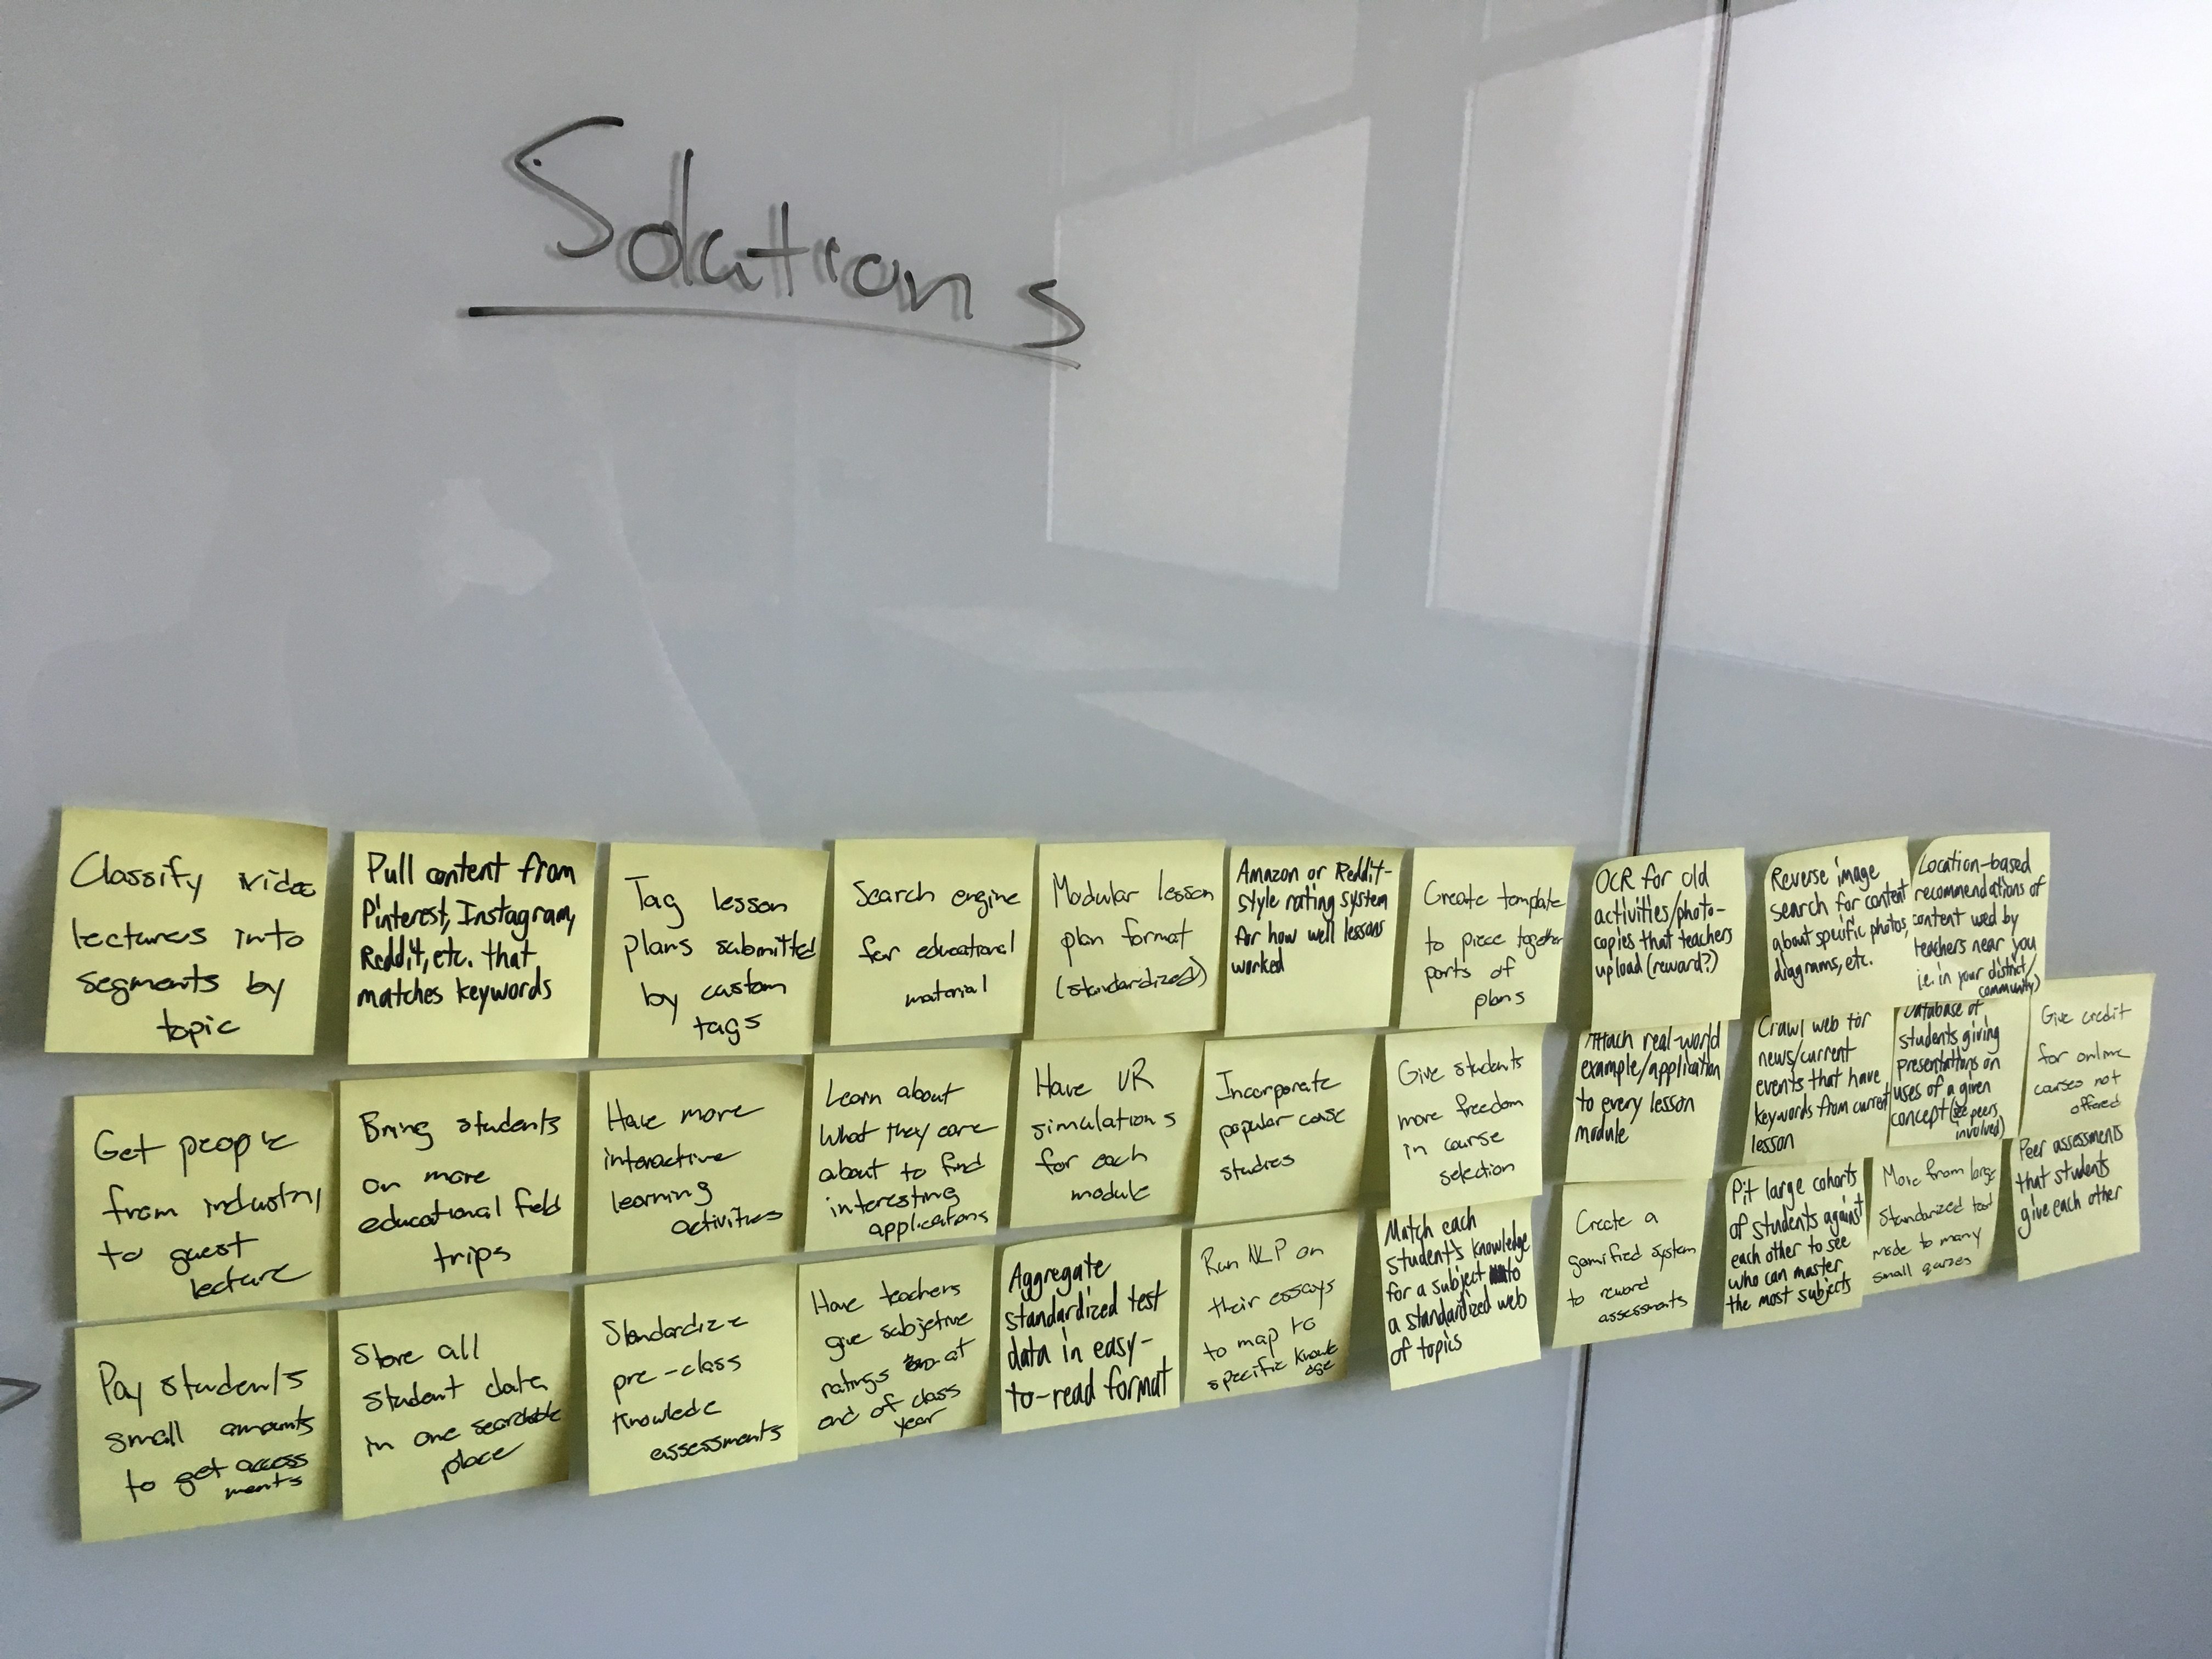 Solutions
Classify video
lectures into
segments by
topic
Pull content from
Pinterest, Instagram,
Reddit, etc. that
matches keywords
Tag lesson
plans submitted
by custom
tags
Search engine
for educational
material
Modular lesson
plan format
(standardized)
Amazon or Reddit-
style rating system
for how well lessons
worked
Create template
to piece together
parts of
plans
OCR for old
activities/photo-
copies that teachers
upload (reward?)
Reverse image
search for content
about specific photos,
diagrams, etc.
Location-based
recommendations of
content used by
teachers near you
i.e. in your district/
community)
Get people
from industry
to guest
lecture
Bring students
on more
educational field
trips
Have more
interactive
learning
activities
Learn about
what they care
about to find
interesting
applications
Have VR
simulations
for each
module
Incorporate
popular case
studies
Give students
more freedom
in course
selection
Attach real-world
example/application
to every lesson
module
Crawl web for
news/current
events that have
keywords from current
lesson
Database of
students giving
presentations on
uses of a given
concept (see peers
involved)
Give credit
for online
courses not
offered
Pay students
small amounts
to get assess
ments
Store all
student data
in one searchable
place
Standardize
pre-class
knowlede
assessments
Have teachers
give subjetive
ratings at
end of class
year
Aggregate
standardized test
data in easy-
to-read format
Run NLP on
their essays
to map to
specific knowl
edge
Match each
student's knowledge
for a subject to
a standardized web
of topics
Create a
gamified system
to reward
assessments
Pit large cohorts
of students against
each other to see
who can master
the most subjects
Move from large
standarized test
mode to many
small quizes
Peer assessments
that students
give each other